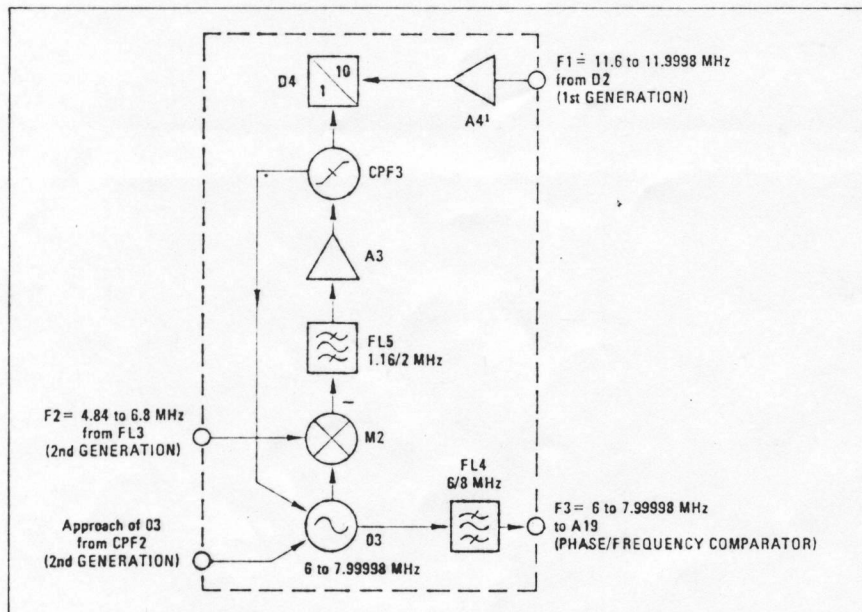 F1 = 11.6 to 11.9998 MHz
from D2
(1st GENERATION)
D4
10
1
A4¹
CPF3
A3
FL5
1.16/2 MHz
F2 = 4.84 to 6.8 MHz
from FL3
(2nd GENERATION)
–
M2
FL4
6/8 MHz
Approach of 03
from CPF2
(2nd GENERATION)
03
6 to 7.99998 MHz
F3 = 6 to 7.99998 MHz
to A19
(PHASE/FREQUENCY COMPARATOR)